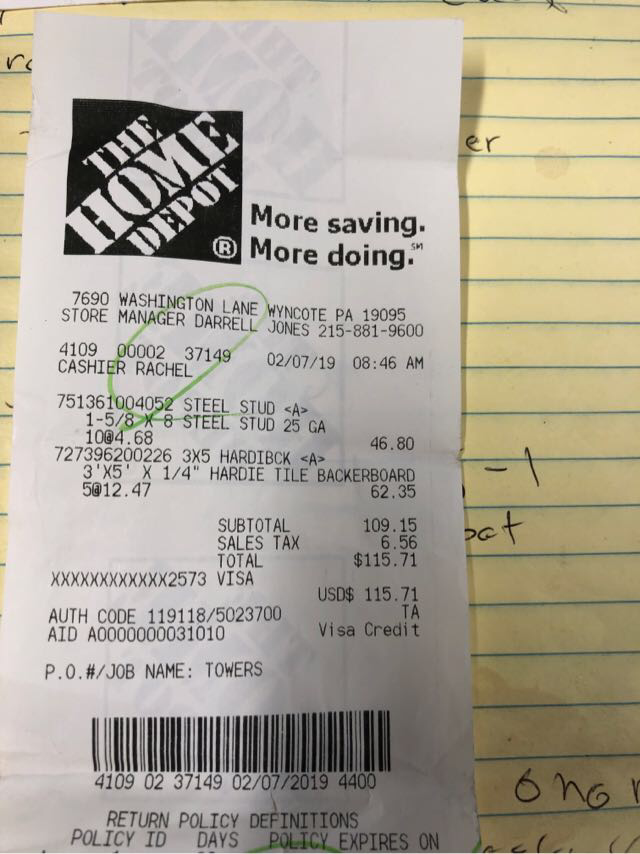 THE
HOME
DEPOT
®
More saving.
More doing.℠
7690 WASHINGTON LANE WYNCOTE PA 19095
STORE MANAGER DARRELL JONES 215-881-9600
4109 00002 37149 02/07/19 08:46 AM
CASHIER RACHEL
751361004052 STEEL STUD <A>
1-5/8 X 8 STEEL STUD 25 GA
10@4.68 46.80
727396200226 3X5 HARDIBCK <A>
3'X5' X 1/4" HARDIE TILE BACKERBOARD
5@12.47 62.35
SUBTOTAL 109.15
SALES TAX 6.56
TOTAL $115.71
XXXXXXXXXXXX2573 VISA
USD$ 115.71
AUTH CODE 119118/5023700 TA
AID A0000000031010 Visa Credit
P.O.#/JOB NAME: TOWERS
4109 02 37149 02/07/2019 4400
RETURN POLICY DEFINITIONS
POLICY ID DAYS POLICY EXPIRES ON
er
-1